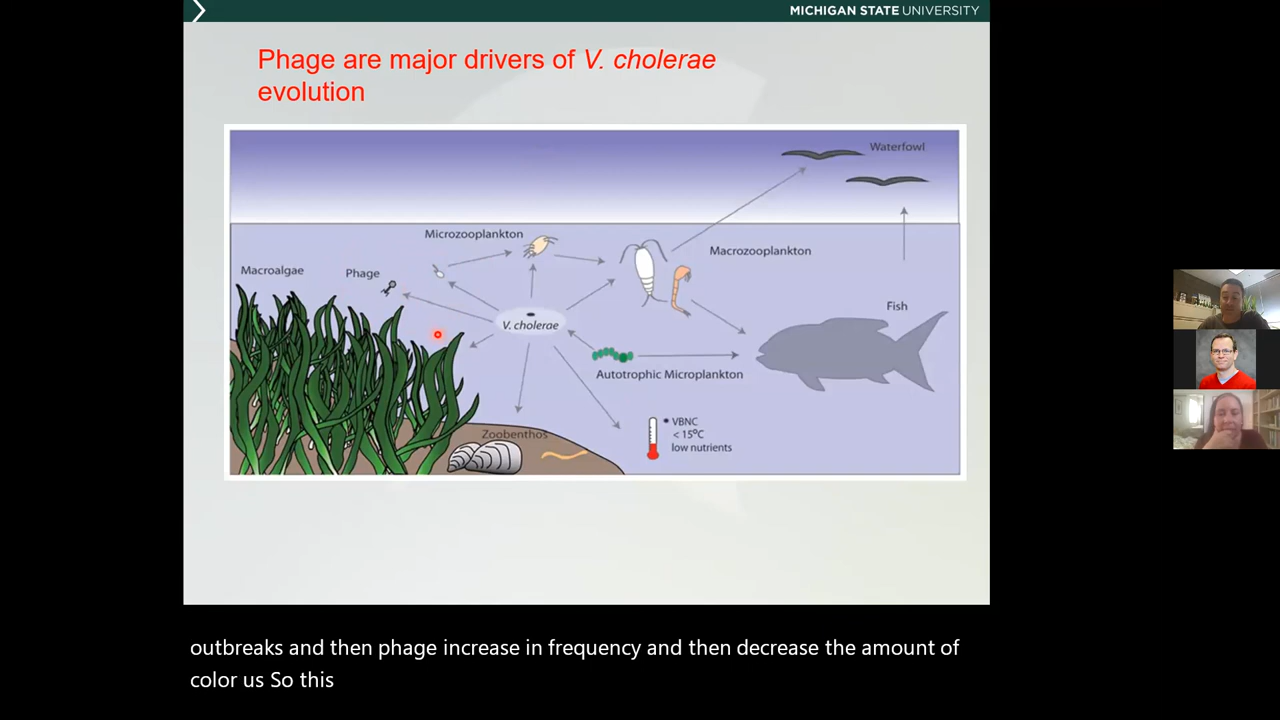 MICHIGAN STATE UNIVERSITY
Phage are major drivers of V. cholerae
evolution
Waterfowl
Microzooplankton
Macrozooplankton
Macroalgae
Phage
Fish
V. cholerae
Autotrophic Microplankton
VBNC
< 15°C
low nutrients
Zoobenthos
outbreaks and then phage increase in frequency and then decrease the amount of
color us So this